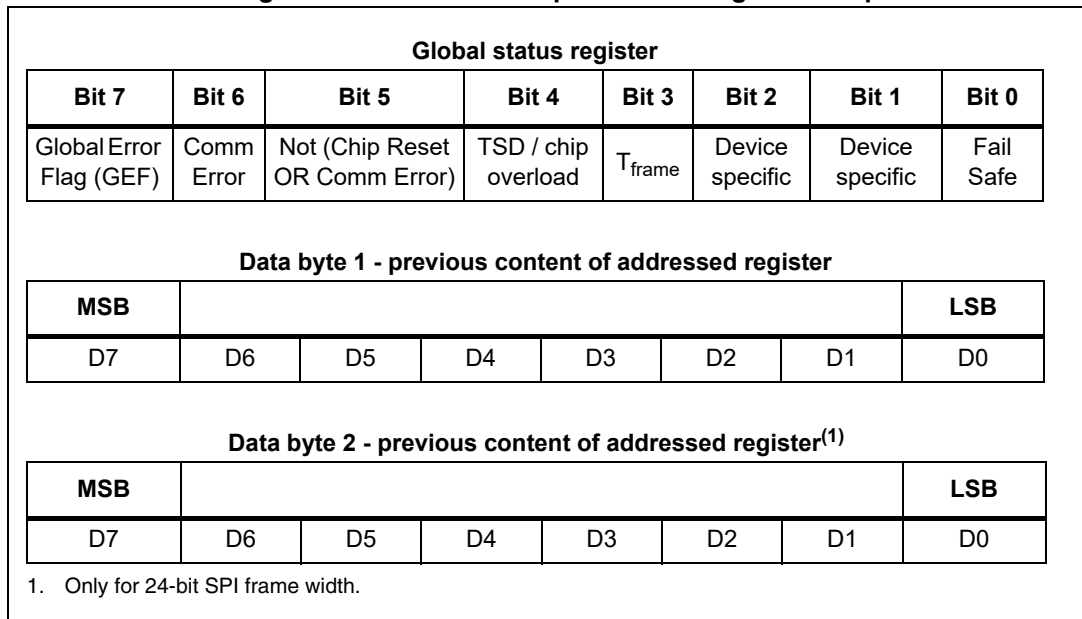 Global status register
Bit 7 Bit 6 Bit 5 Bit 4 Bit 3 Bit 2 Bit 1 Bit 0
Global Error Comm Not (Chip Reset TSD / chip Tframe Device Device Fail
Flag (GEF) Error OR Comm Error) overload specific specific Safe
Data byte 1 - previous content of addressed register
MSB LSB
D7 D6 D5 D4 D3 D2 D1 D0
Data byte 2 - previous content of addressed register(1)
MSB LSB
D7 D6 D5 D4 D3 D2 D1 D0
1. Only for 24-bit SPI frame width.